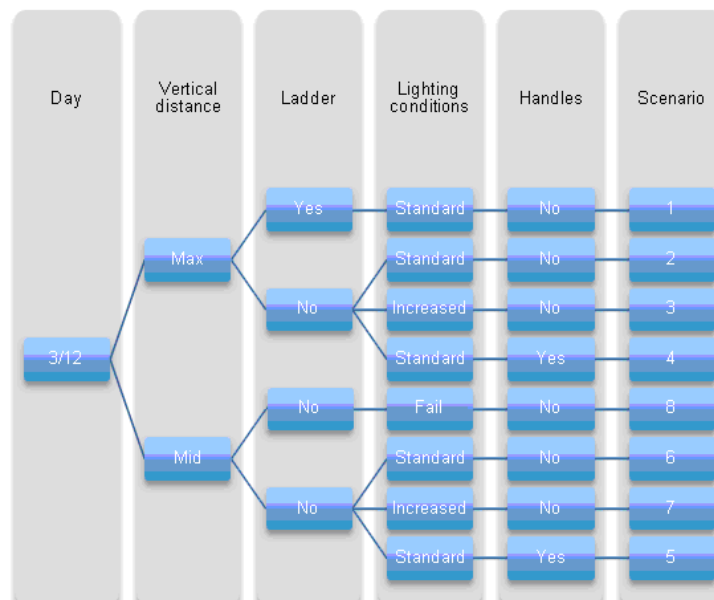 Day
Vertical
distance
Ladder
Lighting
conditions
Handles
Scenario
Yes
Standard
No
1
Max
Standard
No
2
No
Increased
No
3
3/12
Standard
Yes
4
No
Fail
No
8
Mid
Standard
No
6
No
Increased
No
7
Standard
Yes
5